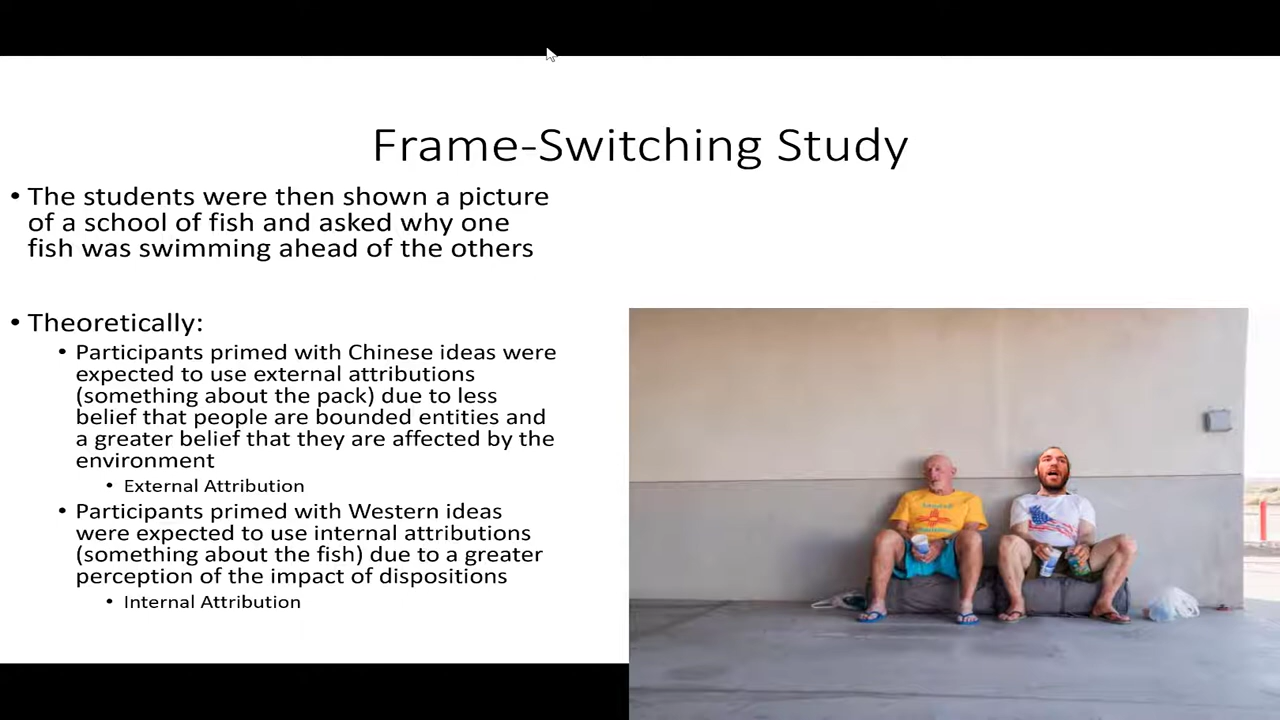 Frame-Switching Study
• The students were then shown a picture
of a school of fish and asked why one
fish was swimming ahead of the others
• Theoretically:
• Participants primed with Chinese ideas were
expected to use external attributions
(something about the pack) due to less
belief that people are bounded entities and
a greater belief that they are affected by the
environment
• External Attribution
• Participants primed with Western ideas
were expected to use internal attributions
(something about the fish) due to a greater
perception of the impact of dispositions
• Internal Attribution